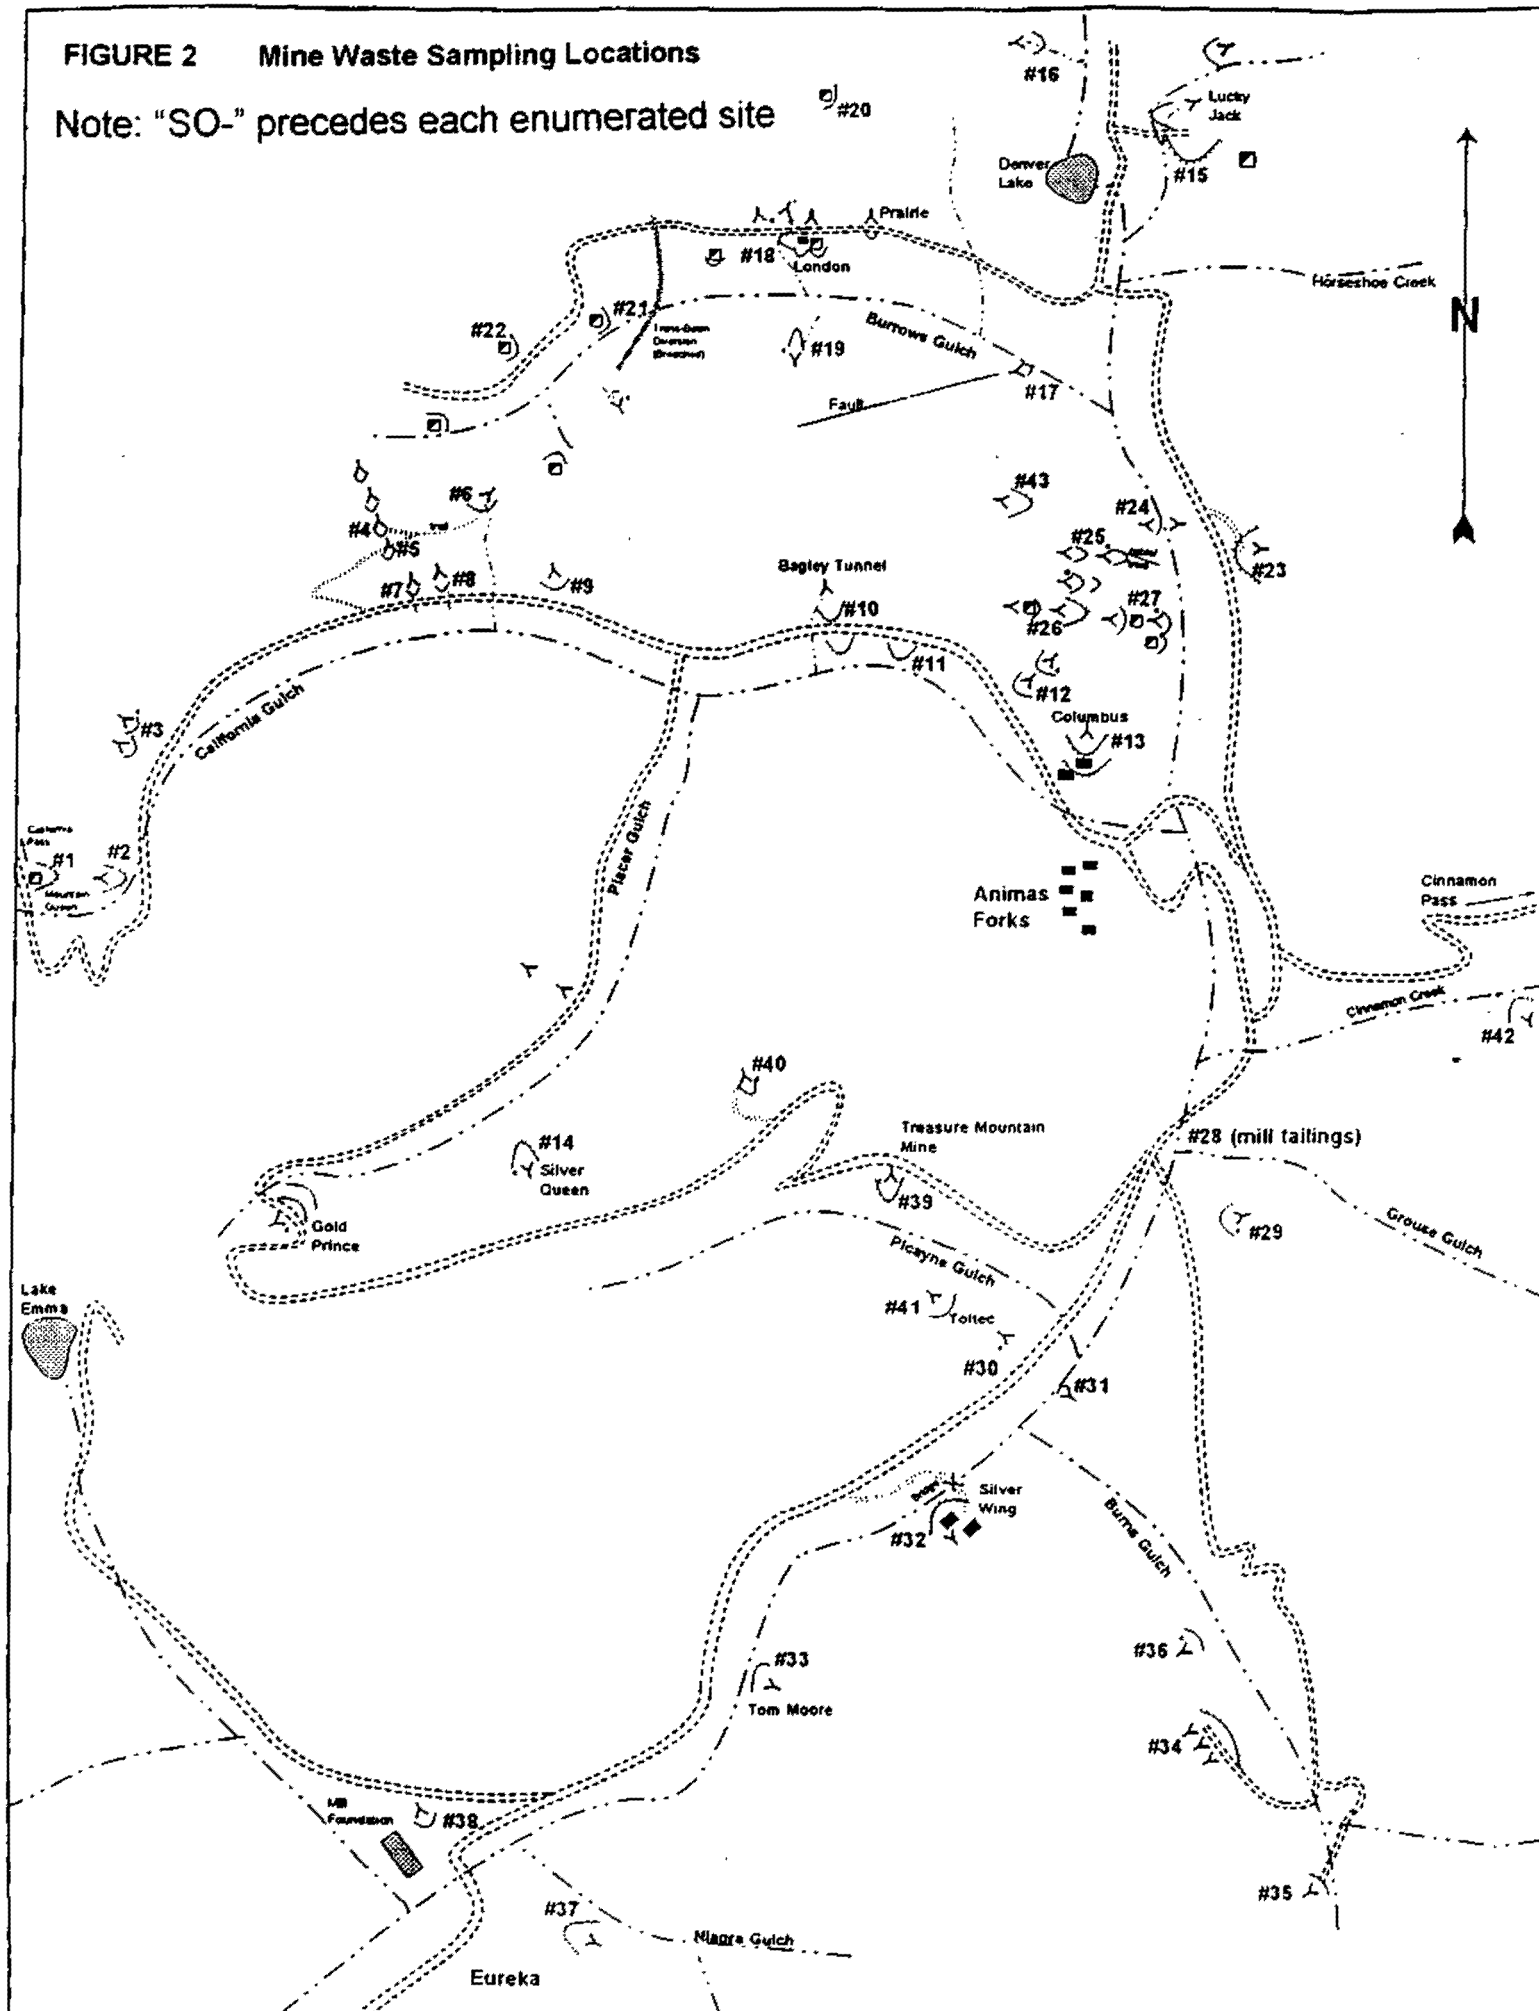 FIGURE 2 Mine Waste Sampling Locations
Note: "SO-" precedes each enumerated site
#16
#20
Lucky
Jack
Denver
Lake
#15
Prairie
#18
London
Horseshoe Creek
N
#21
#22
Burrows Gulch
#19
#17
Fault
#43
#6
#24
#4
trail
#5
#25
#23
Bagley Tunnel
#7
#8
#9
#10
#27
#26
#11
#12
California Gulch
#3
Columbus
#13
Placer Gulch
California
Pass
#1
#2
Mountain
Queen
Animas
Forks
Cinnamon
Pass
Cinnamon Creek
#42
#40
Treasure Mountain
Mine
#28 (mill tailings)
#14
Silver
Queen
#39
Gold
Prince
#29
Grouse Gulch
Picayne Gulch
Lake
Emma
#41
Toltec
#30
#31
Silver
Wing
#32
Burns Gulch
#36
#33
Tom Moore
#34
Mill
Foundation
#38
#35
#37
Niagra Gulch
Eureka